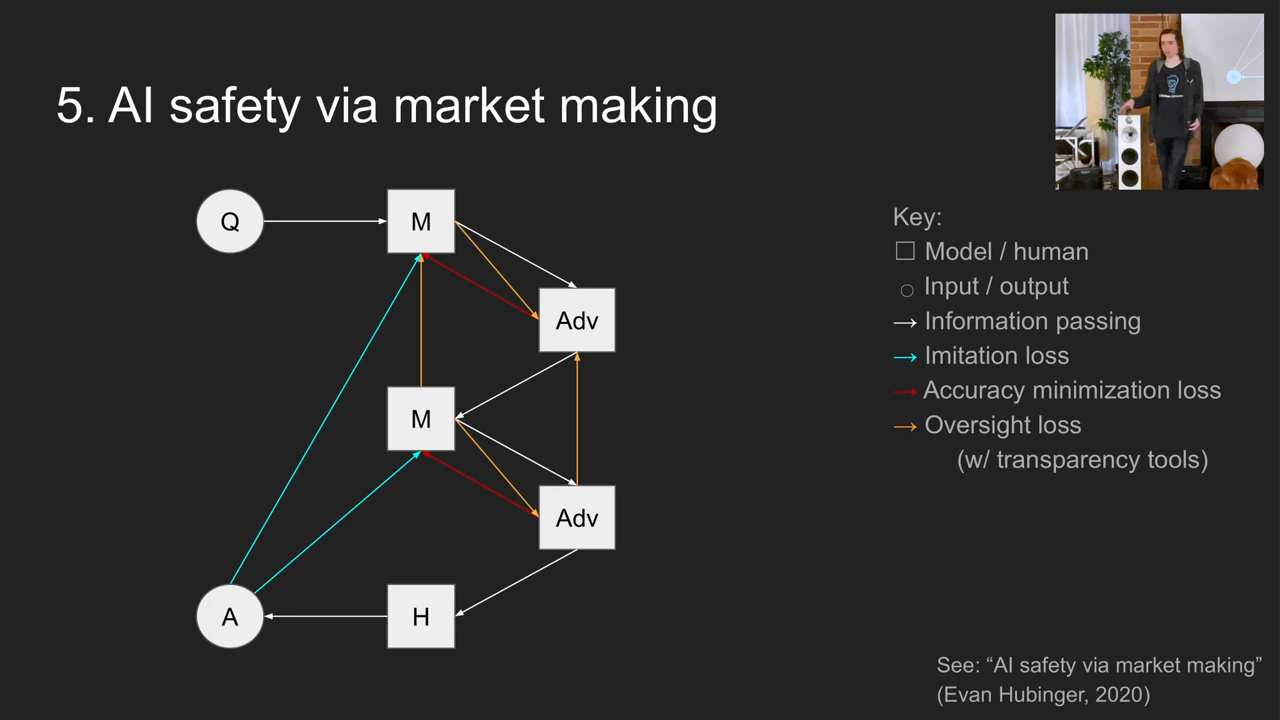 5. AI safety via market making
Q
M
Adv
M
Adv
A
H
Key:
Model / human
Input / output
→ Information passing
→ Imitation loss
→ Accuracy minimization loss
→ Oversight loss
(w/ transparency tools)
See: “AI safety via market making”
(Evan Hubinger, 2020)